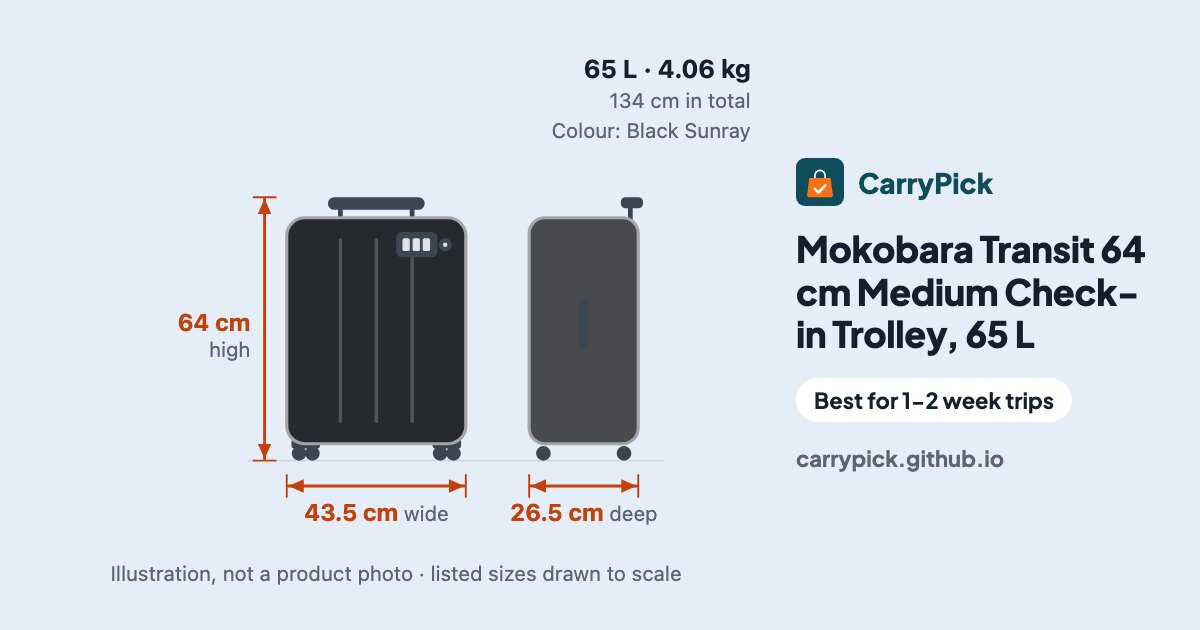 65 L · 4.06 kg
134 cm in total
Colour: Black Sunray
64 cm
high
43.5 cm wide
26.5 cm deep
Illustration, not a product photo · listed sizes drawn to scale
CarryPick
Mokobara Transit 64
cm Medium Check-
in Trolley, 65 L
Best for 1–2 week trips
carrypick.github.io